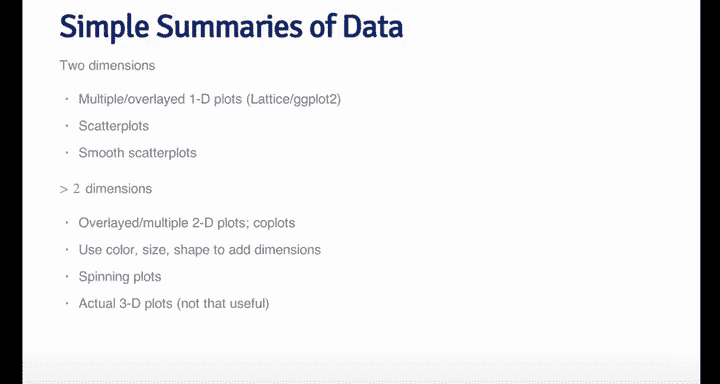 Simple Summaries of Data
Two dimensions
· Multiple/overlayed 1-D plots (Lattice/ggplot2)
· Scatterplots
· Smooth scatterplots
> 2 dimensions
· Overlayed/multiple 2-D plots; coplots
· Use color, size, shape to add dimensions
· Spinning plots
· Actual 3-D plots (not that useful)